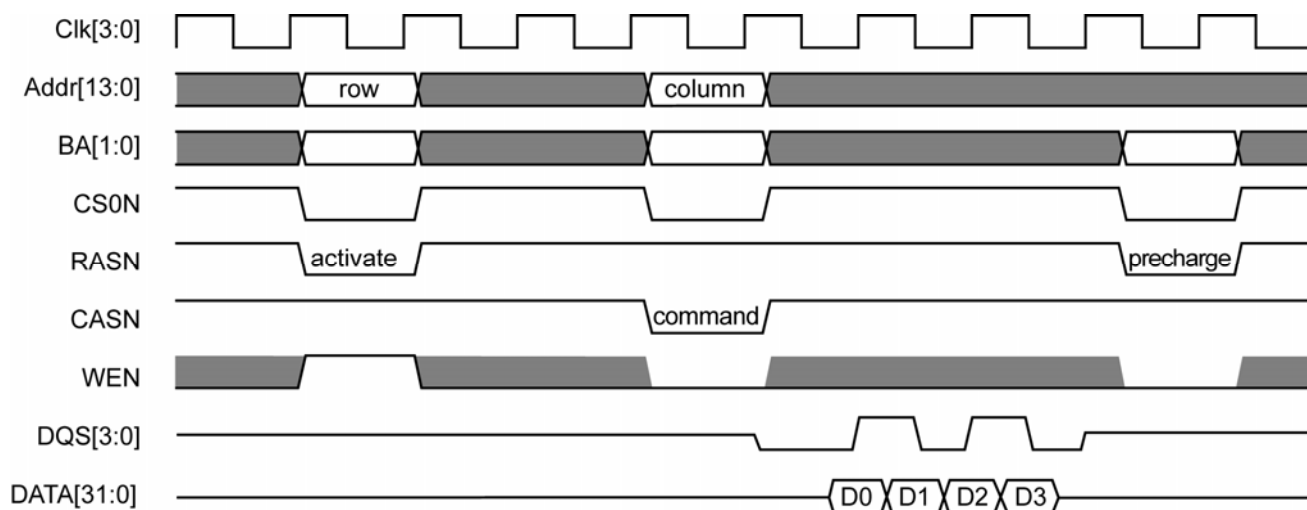 Clk[3:0]
Addr[13:0] row column
BA[1:0]
CS0N
RASN activate precharge
CASN command
WEN
DQS[3:0]
DATA[31:0] D0 D1 D2 D3